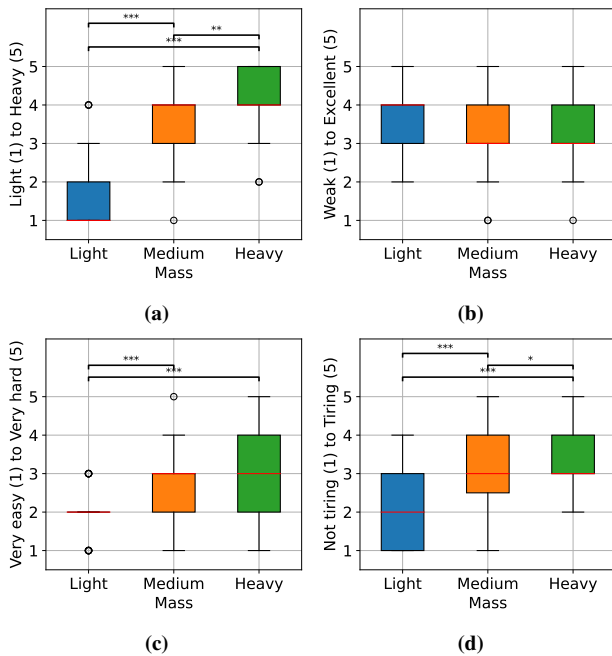 Light (1) to Heavy (5)
5
4
3
2
1
***
**
***
Light Medium Heavy
Mass
(a)
Weak (1) to Excellent (5)
5
4
3
2
1
Light Medium Heavy
Mass
(b)
Very easy (1) to Very hard (5)
5
4
3
2
1
***
***
Light Medium Heavy
Mass
(c)
Not tiring (1) to Tiring (5)
5
4
3
2
1
***
*
***
Light Medium Heavy
Mass
(d)